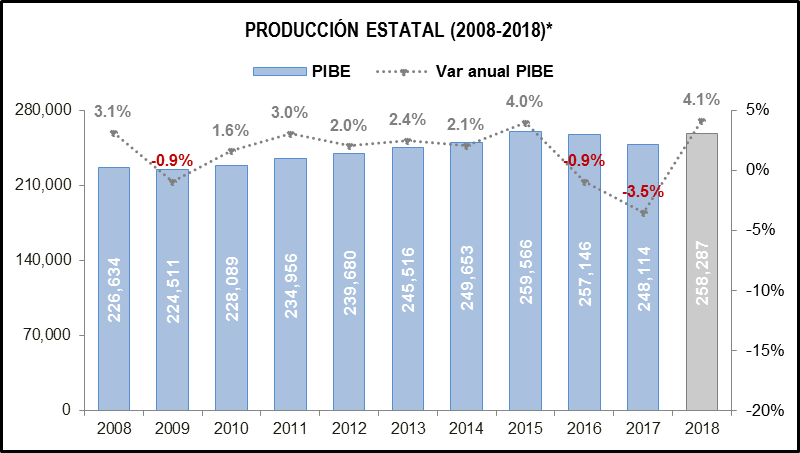 PRODUCCIÓN ESTATAL (2008-2018)*
PIBE Var anual PIBE
3.1% -0.9% 1.6% 3.0% 2.0% 2.4% 2.1% 4.0% -0.9% -3.5% 4.1%
280,000
210,000
140,000
70,000
0
226,634 224,511 228,089 234,956 239,680 245,516 249,653 259,566 257,146 248,114 258,287
5%
0%
-5%
-10%
-15%
-20%
2008 2009 2010 2011 2012 2013 2014 2015 2016 2017 2018